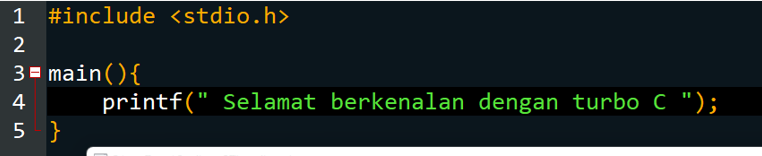 1 #include <stdio.h>
2
3 main(){
4 printf(" Selamat berkenalan dengan turbo C ");
5 }